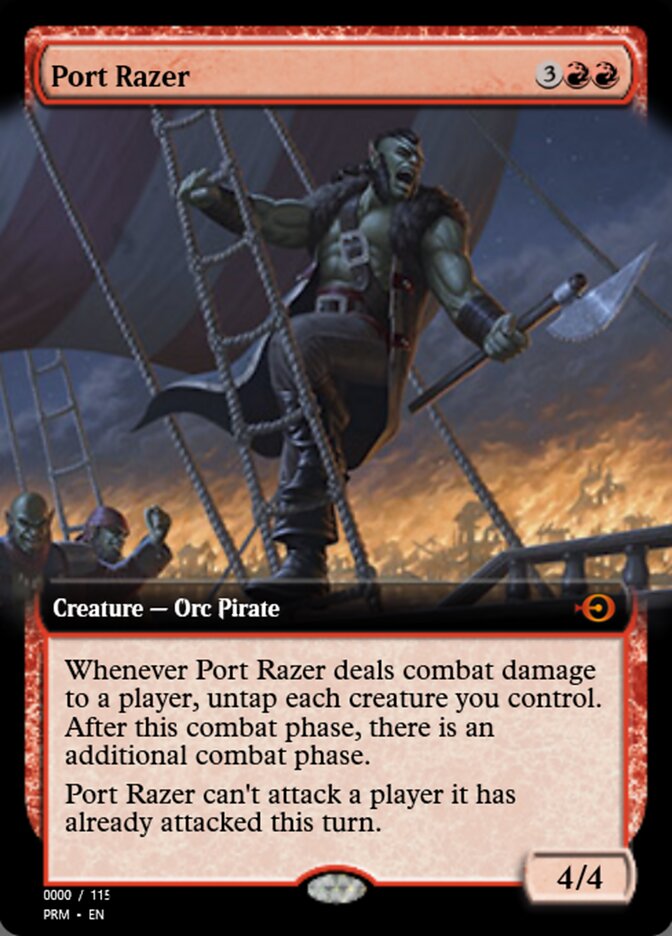 Port Razer
3
Creature — Orc Pirate
Whenever Port Razer deals combat damage
to a player, untap each creature you control.
After this combat phase, there is an
additional combat phase.
Port Razer can't attack a player it has
already attacked this turn.
4/4
0000 / 115
PRM • EN